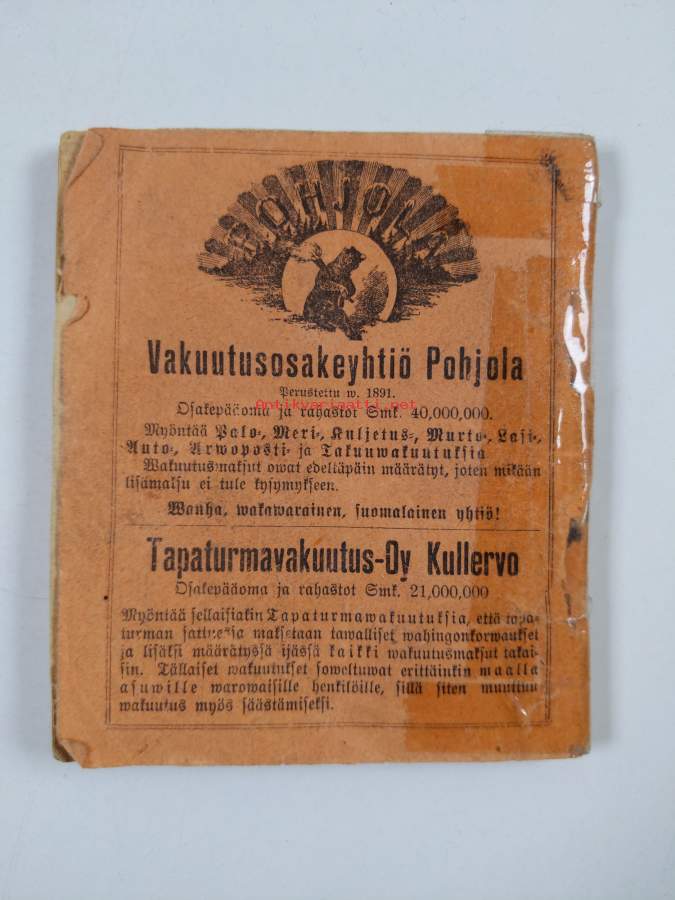 POHJOLA
Vakuutusosakeyhtiö Pohjola
Perustettu w. 1891.
Antikvariaatti.com
Osakepääoma ja rahastot Smk. 40,000,000.
Myöntää Palo-, Meri-, Kuljetus-, Murto-, Lasi-,
Auto-, Arwoposti- ja Takuuwakuutuksia
Wakuutusmaksut owat edeltäpäin määrätyt, joten mikään
lisämaksu ei tule kysymykseen.
Wanha, wakawarainen, suomalainen yhtiö!
Tapaturmavakuutus-Oy Kullervo
Osakepääoma ja rahastot Smk. 21,000,000
Myöntää sellaisiakin Tapaturmawakuutuksia, että tapa-
turman sattuessa maksetaan tawalliset wahingonkorwaukset
ja lisäksi määrätyssä ijässä kaikki wakuutusmaksut takai-
sin. Tällaiset wakuutukset soweltuwat erittäinkin maalla
asuwille warowaisille henkilöille, sillä siten muuttuu
wakuutus myös säästämiseksi.